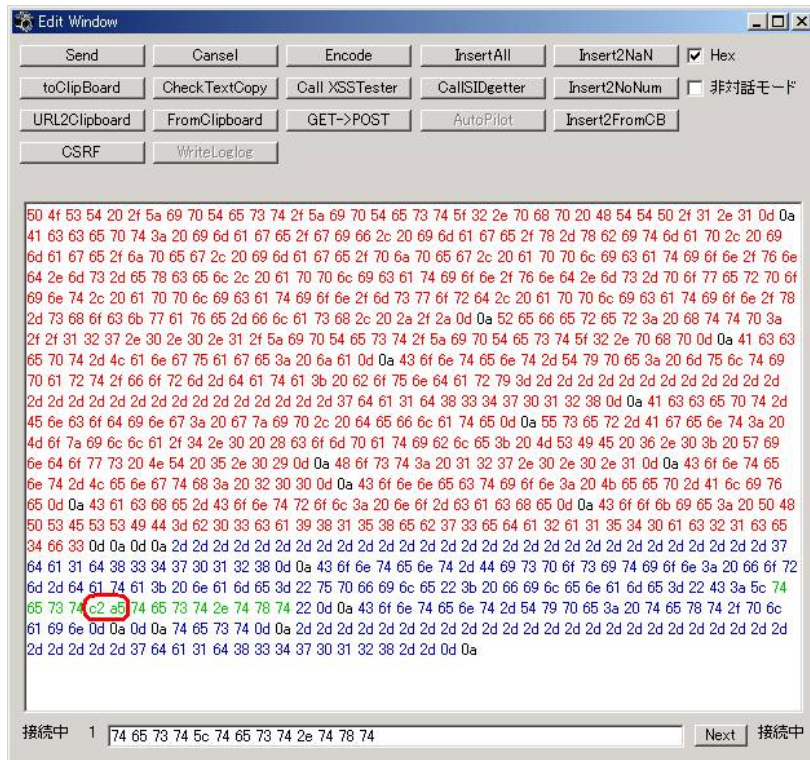 Edit Window
Send Cansel Encode InsertAll Insert2NaN Hex
toClipBoard CheckTextCopy Call XSSTester CallSIDgetter Insert2NoNum 非対話モード
URL2Clipboard FromClipboard GET->POST AutoPilot Insert2FromCB
CSRF WriteLoglog
50 4f 53 54 20 2f 5a 69 70 54 65 73 74 2f 5a 69 70 54 65 73 74 5f 32 2e 70 68 70 20 48 54 54 50 2f 31 2e 31 0d 0a
41 63 63 65 70 74 3a 20 69 6d 61 67 65 2f 67 69 66 2c 20 69 6d 61 67 65 2f 78 2d 78 62 69 74 6d 61 70 2c 20 69
6d 61 67 65 2f 6a 70 65 67 2c 20 69 6d 61 67 65 2f 70 6a 70 65 67 2c 20 61 70 70 6c 69 63 61 74 69 6f 6e 2f 76 6e
64 2e 6d 73 2d 65 78 63 65 6c 2c 20 61 70 70 6c 69 63 61 74 69 6f 6e 2f 76 6e 64 2e 6d 73 2d 70 6f 77 65 72 70 6f
69 6e 74 2c 20 61 70 70 6c 69 63 61 74 69 6f 6e 2f 6d 73 77 6f 72 64 2c 20 61 70 70 6c 69 63 61 74 69 6f 6e 2f 78
2d 73 68 6f 63 6b 77 61 76 65 2d 66 6c 61 73 68 2c 20 2a 2f 2a 0d 0a 52 65 66 65 72 65 72 3a 20 68 74 74 70 3a
2f 2f 31 32 37 2e 30 2e 30 2e 31 2f 5a 69 70 54 65 73 74 2f 5a 69 70 54 65 73 74 5f 32 2e 70 68 70 0d 0a 41 63 63
65 70 74 2d 4c 61 6e 67 75 61 67 65 3a 20 6a 61 0d 0a 43 6f 6e 74 65 6e 74 2d 54 79 70 65 3a 20 6d 75 6c 74 69
70 61 72 74 2f 66 6f 72 6d 2d 64 61 74 61 3b 20 62 6f 75 6e 64 61 72 79 3d 2d 2d 2d 2d 2d 2d 2d 2d 2d 2d 2d 2d
2d 2d 2d 2d 2d 2d 2d 2d 2d 2d 2d 2d 2d 2d 2d 2d 2d 37 64 61 31 64 38 33 34 37 30 31 32 38 0d 0a 41 63 63 65 70 74 2d
45 6e 63 6f 64 69 6e 67 3a 20 67 7a 69 70 2c 20 64 65 66 6c 61 74 65 0d 0a 55 73 65 72 2d 41 67 65 6e 74 3a 20
4d 6f 7a 69 6c 6c 61 2f 34 2e 30 20 28 63 6f 6d 70 61 74 69 62 6c 65 3b 20 4d 53 49 45 20 36 2e 30 3b 20 57 69
6e 64 6f 77 73 20 4e 54 20 35 2e 30 29 0d 0a 48 6f 73 74 3a 20 31 32 37 2e 30 2e 30 2e 31 0d 0a 43 6f 6e 74 65
6e 74 2d 4c 65 6e 67 74 68 3a 20 32 30 30 0d 0a 43 6f 6e 6e 65 63 74 69 6f 6e 3a 20 4b 65 65 70 2d 41 6c 69 76
65 0d 0a 43 61 63 68 65 2d 43 6f 6e 74 72 6f 6c 3a 20 6e 6f 2d 63 61 63 68 65 0d 0a 43 6f 6f 6b 69 65 3a 20 50 48
50 53 45 53 53 49 44 3d 62 30 33 63 61 39 38 31 35 38 65 62 37 33 65 64 61 32 61 31 35 34 30 61 63 32 31 63 65
34 66 33 0d 0a 0d 0a 2d 2d 2d 2d 2d 2d 2d 2d 2d 2d 2d 2d 2d 2d 2d 2d 2d 2d 2d 2d 2d 2d 2d 2d 2d 2d 2d 2d 2d 37
64 61 31 64 38 33 34 37 30 31 32 38 0d 0a 43 6f 6e 74 65 6e 74 2d 44 69 73 70 6f 73 69 74 69 6f 6e 3a 20 66 6f 72
6d 2d 64 61 74 61 3b 20 6e 61 6d 65 3d 22 75 70 66 69 6c 65 22 3b 20 66 69 6c 65 6e 61 6d 65 3d 22 43 3a 5c 74
65 73 74 c2 a5 74 65 73 74 2e 74 78 74 22 0d 0a 43 6f 6e 74 65 6e 74 2d 54 79 70 65 3a 20 74 65 78 74 2f 70 6c
61 69 6e 0d 0a 0d 0a 74 65 73 74 0d 0a 2d 2d 2d 2d 2d 2d 2d 2d 2d 2d 2d 2d 2d 2d 2d 2d 2d 2d 2d 2d 2d 2d 2d 2d
2d 2d 2d 2d 2d 37 64 61 31 64 38 33 34 37 30 31 32 38 2d 2d 0d 0a
接続中 1 74 65 73 74 5c 74 65 73 74 2e 74 78 74 Next 接続中